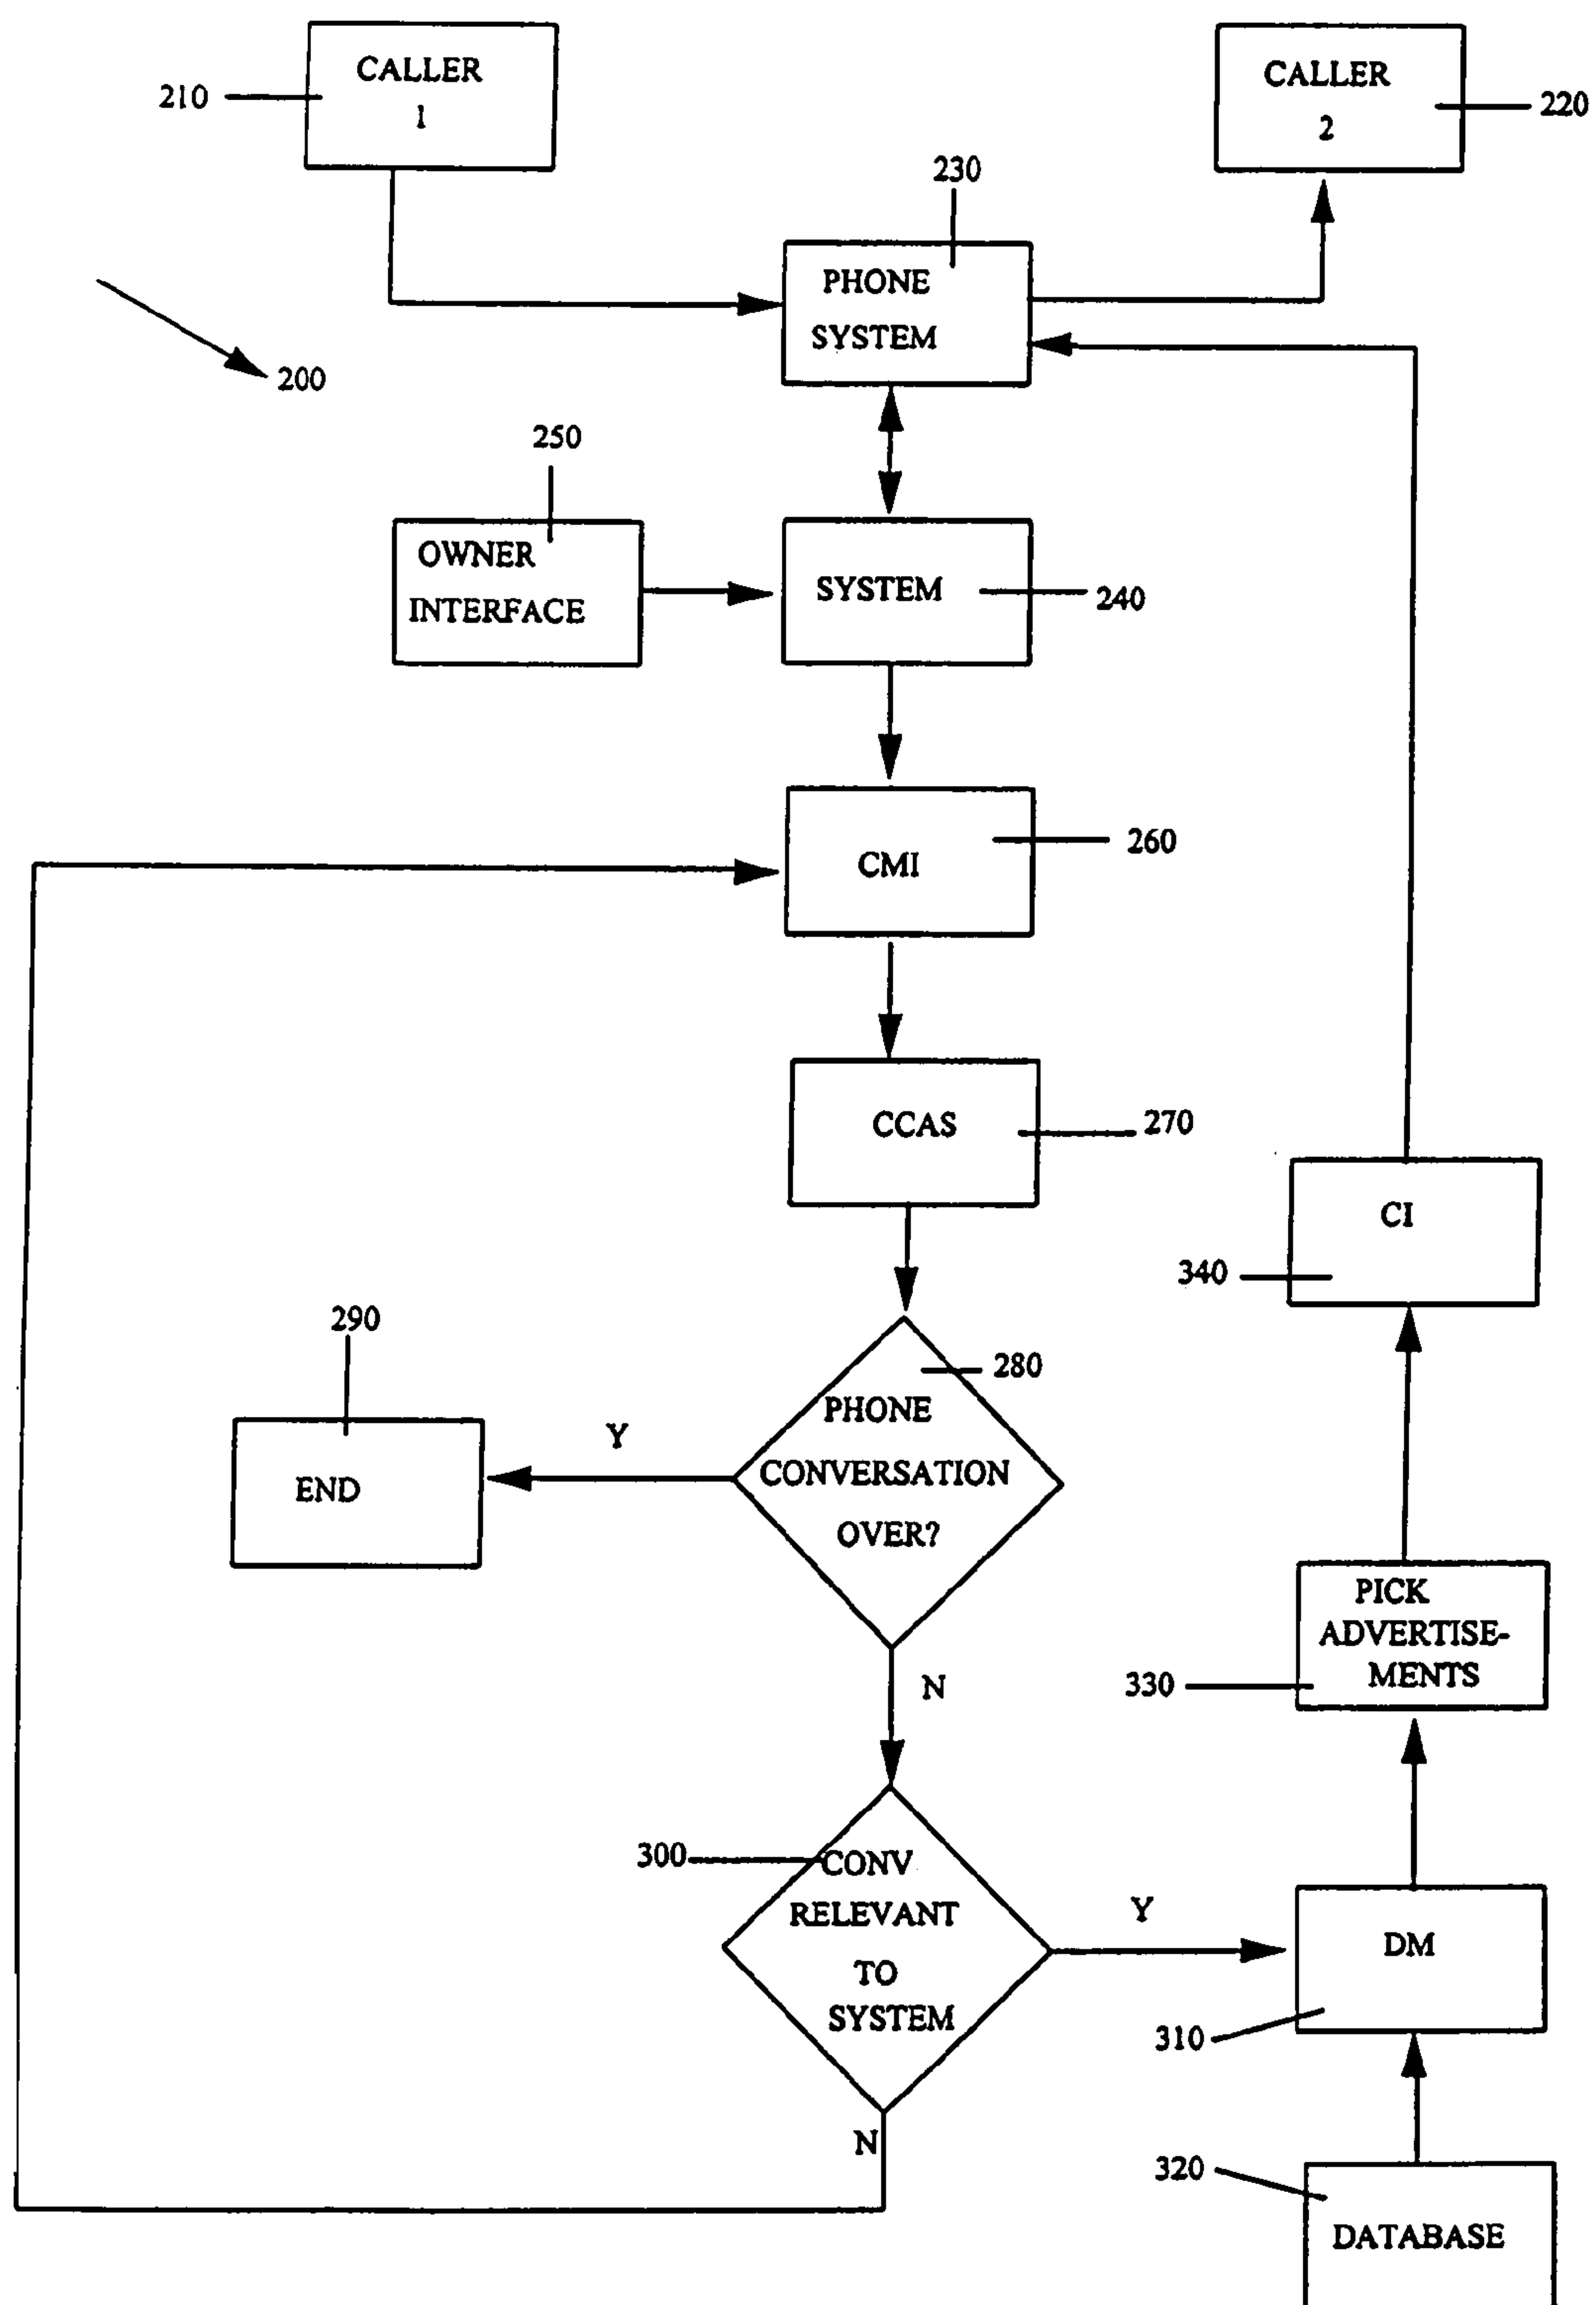 CALLER
1
210
CALLER
2
220
230
PHONE
SYSTEM
200
250
OWNER
INTERFACE
SYSTEM
240
CMI
260
CCAS
270
CI
340
290
END
Y
280
PHONE
CONVERSATION
OVER?
N
PICK
ADVERTISE-
MENTS
330
300
CONV
RELEVANT
TO
SYSTEM
Y
DM
310
N
320
DATABASE